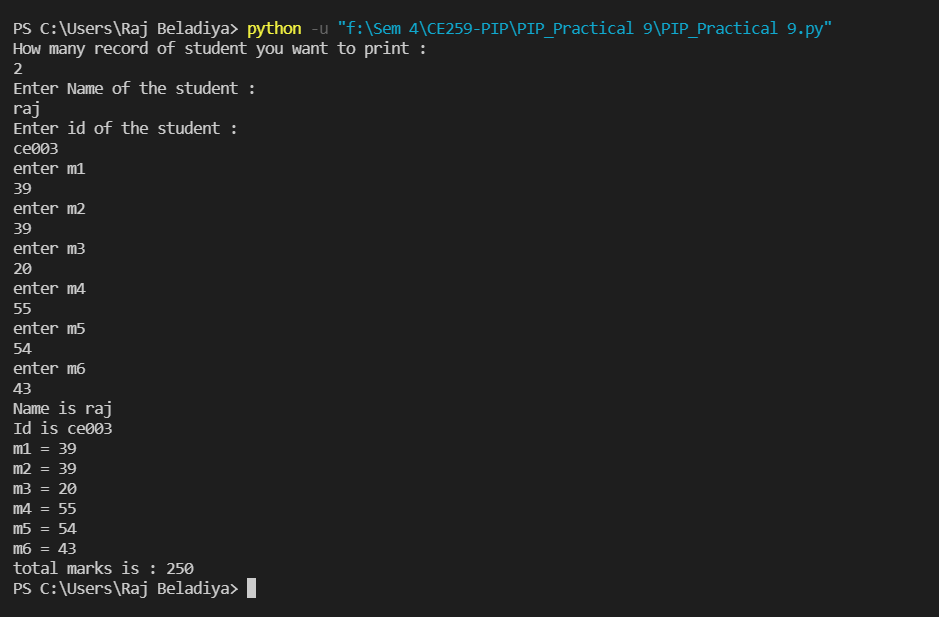 PS C:\Users\Raj Beladiya> python -u "f:\Sem 4\CE259-PIP\PIP_Practical 9\PIP_Practical 9.py"
How many record of student you want to print :
2
Enter Name of the student :
raj
Enter id of the student :
ce003
enter m1
39
enter m2
39
enter m3
20
enter m4
55
enter m5
54
enter m6
43
Name is raj
Id is ce003
m1 = 39
m2 = 39
m3 = 20
m4 = 55
m5 = 54
m6 = 43
total marks is : 250
PS C:\Users\Raj Beladiya>